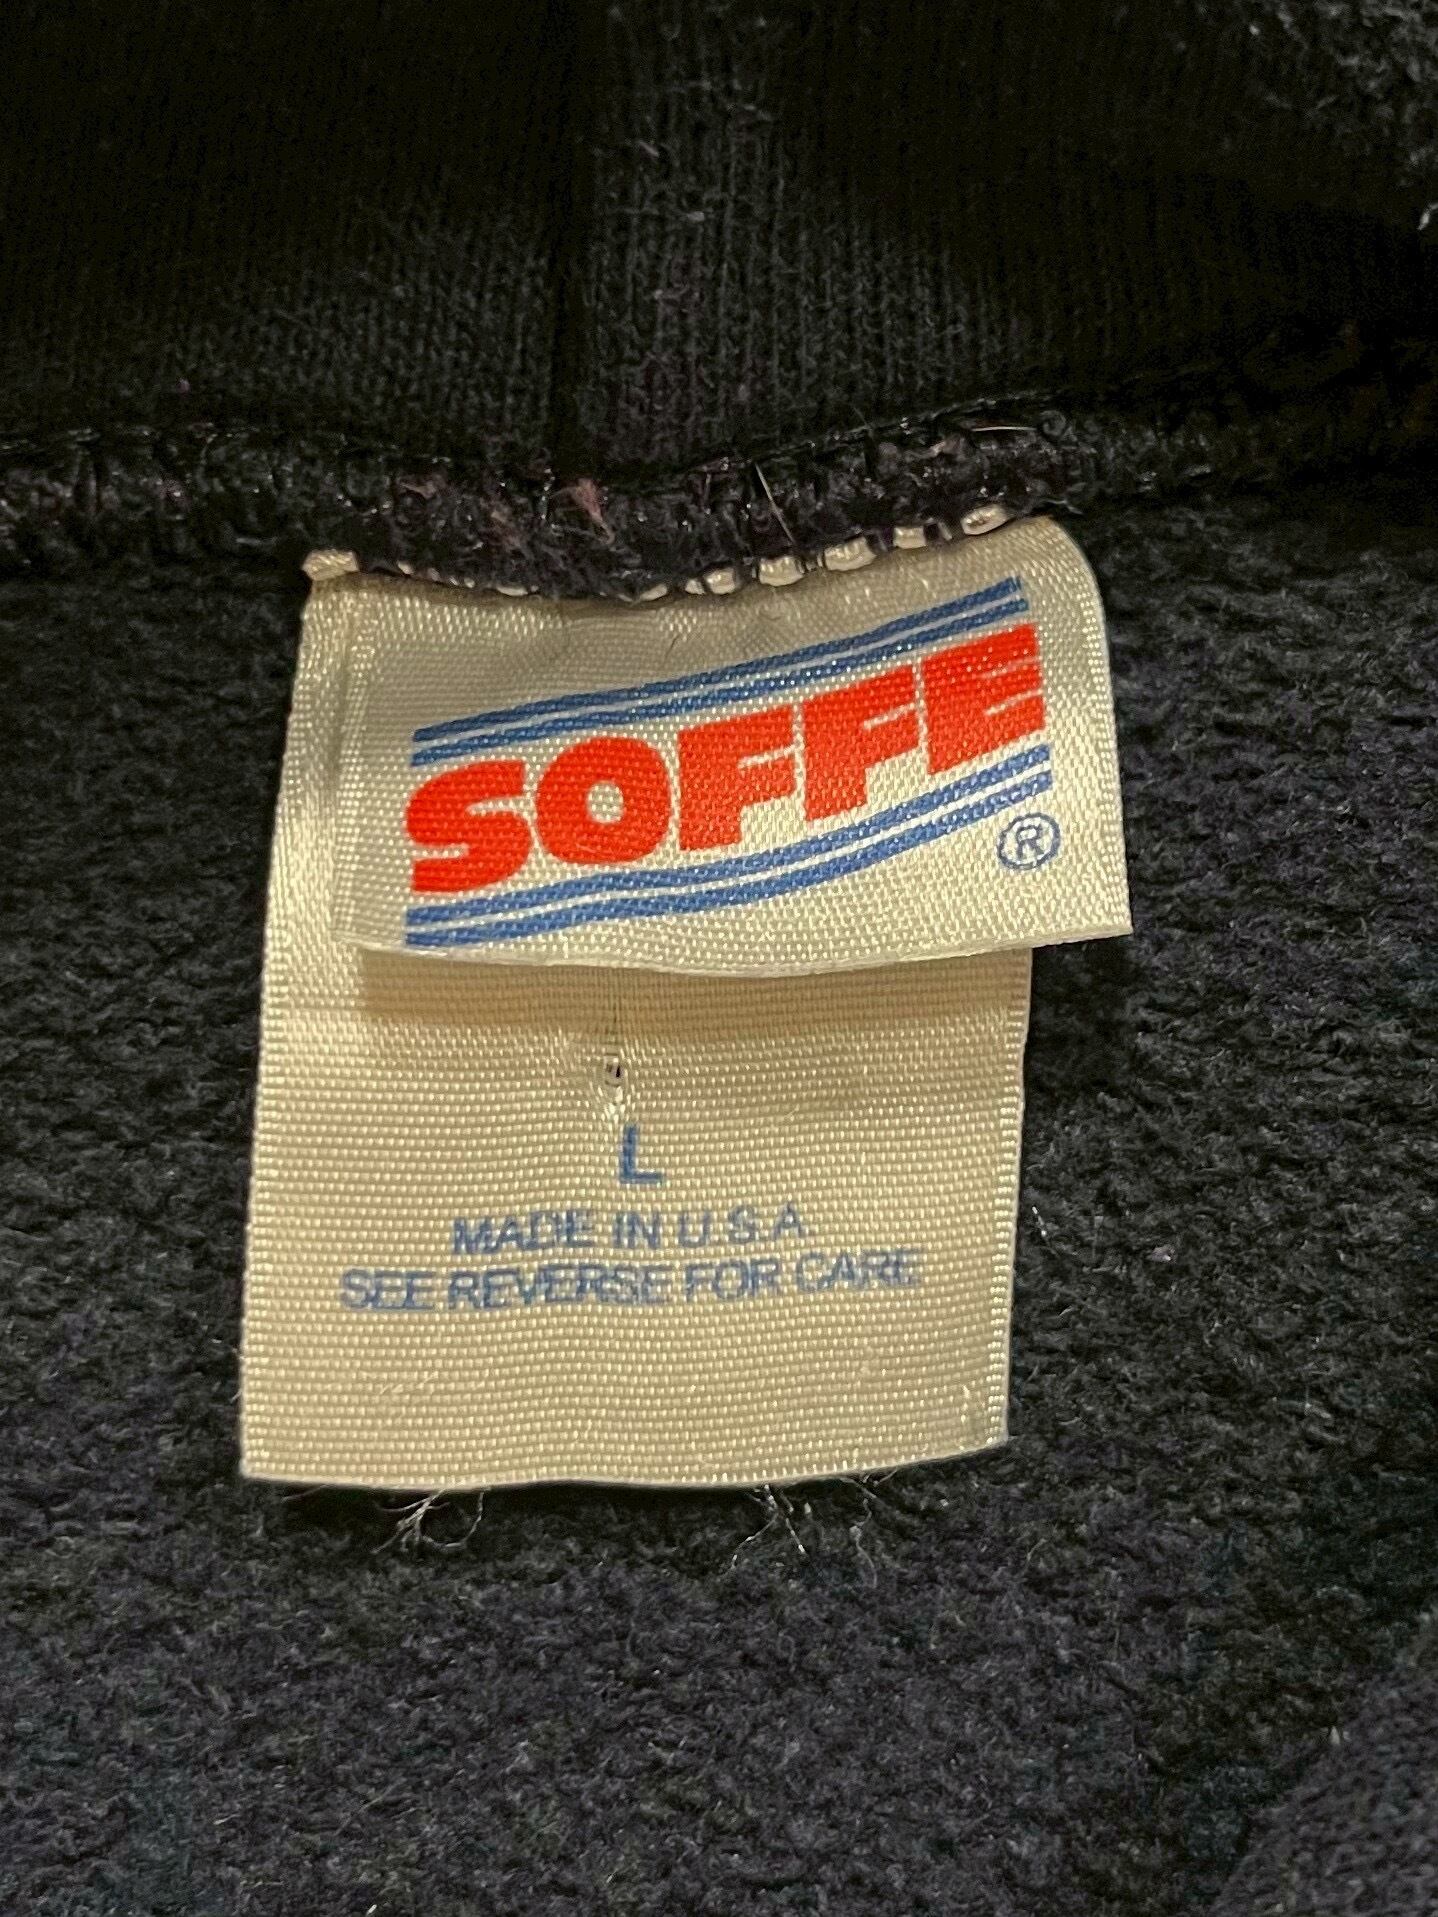 SOFFE
®
L
MADE IN U.S.A
SEE REVERSE FOR CARE